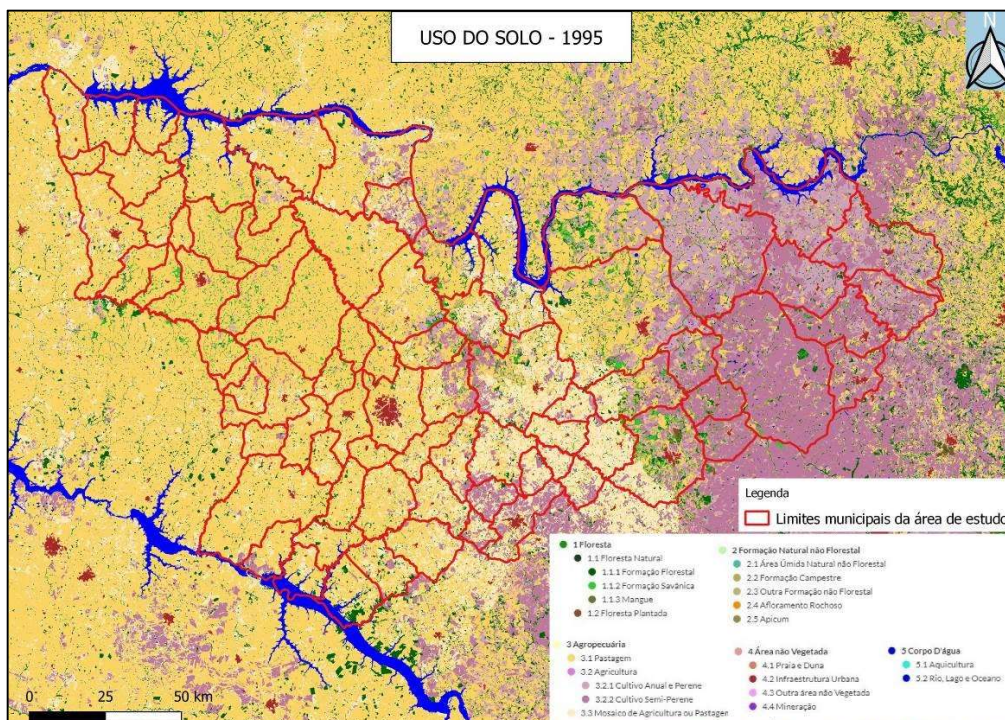 USO DO SOLO - 1995
N
Legenda
Limites municipais da área de estudo
1 Floresta
1.1 Floresta Natural
1.1.1 Formação Florestal
1.1.2 Formação Savânica
1.1.3 Mangue
1.2 Floresta Plantada
2 Formação Natural não Florestal
2.1 Área Úmida Natural não Florestal
2.2 Formação Campestre
2.3 Outra Formação não Florestal
2.4 Afloramento Rochoso
2.5 Apicum
3 Agropecuária
3.1 Pastagem
3.2 Agricultura
3.2.1 Cultivo Anual e Perene
3.2.2 Cultivo Semi-Perene
3.3 Mosaico de Agricultura ou Pastagem
4 Área não Vegetada
4.1 Praia e Duna
4.2 Infraestrutura Urbana
4.3 Outra área não Vegetada
4.4 Mineração
5 Corpo D'água
5.1 Aquicultura
5.2 Rio, Lago e Oceano
0 50 km